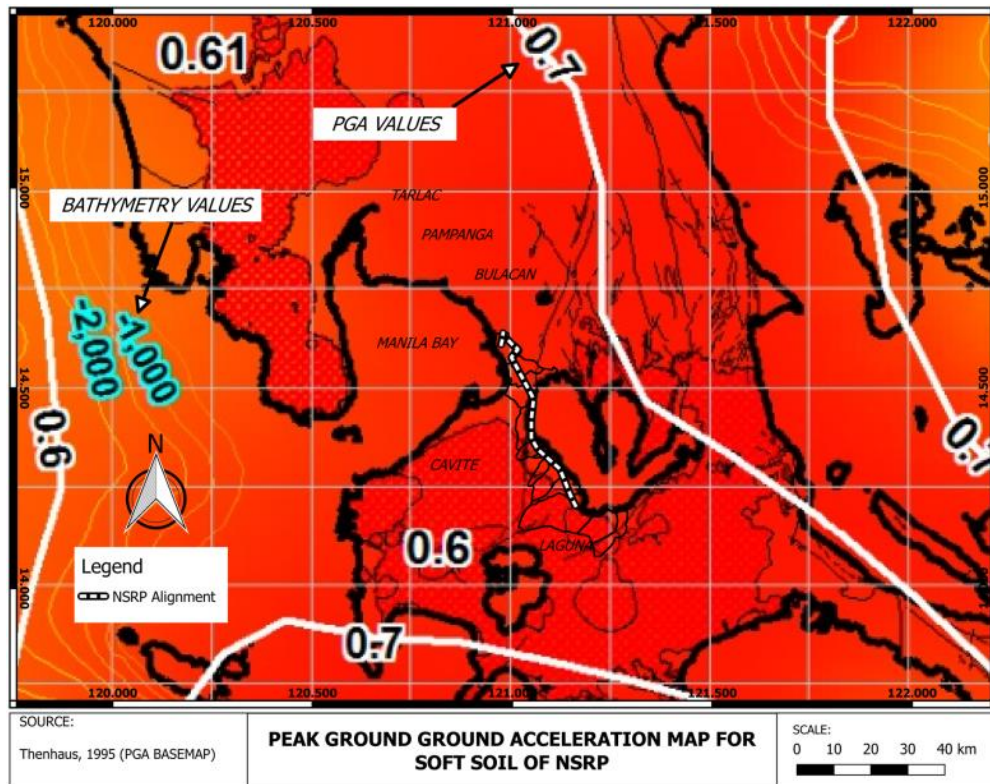 120.000 120.500 121.000 121.500 122.000
0.61
0.7
PGA VALUES
15.000 15.000
TARLAC
BATHYMETRY VALUES
PAMPANGA
BULACAN
-2,000 -1,000
MANILA BAY
14.500 14.500
0.6
0.7
N
CAVITE
0.6
LAGUNA
Legend
NSRP Alignment
14.000
0.7
120.000 120.500 121.000 121.500 122.000
SOURCE:
Thenhaus, 1995 (PGA BASEMAP)
PEAK GROUND GROUND ACCELERATION MAP FOR
SOFT SOIL OF NSRP
SCALE:
0 10 20 30 40 km